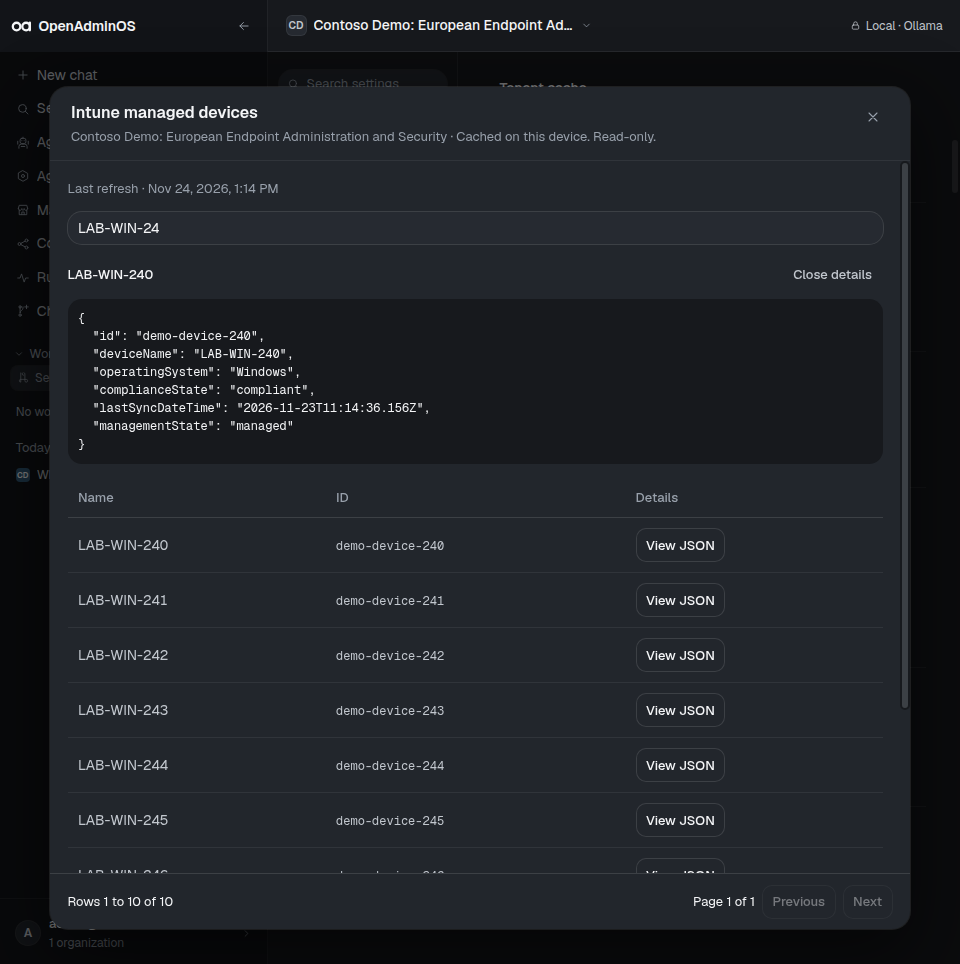 OpenAdminOS
CD Contoso Demo: European Endpoint Ad...
Local · Ollama
New chat
Search settings
Intune managed devices
Contoso Demo: European Endpoint Administration and Security · Cached on this device. Read-only.
Last refresh · Nov 24, 2026, 1:14 PM
LAB-WIN-24
LAB-WIN-240
Close details
{
"id": "demo-device-240",
"deviceName": "LAB-WIN-240",
"operatingSystem": "Windows",
"complianceState": "compliant",
"lastSyncDateTime": "2026-11-23T11:14:36.156Z",
"managementState": "managed"
}
Name ID Details
LAB-WIN-240 demo-device-240 View JSON
LAB-WIN-241 demo-device-241 View JSON
LAB-WIN-242 demo-device-242 View JSON
LAB-WIN-243 demo-device-243 View JSON
LAB-WIN-244 demo-device-244 View JSON
LAB-WIN-245 demo-device-245 View JSON
Today
CD
Rows 1 to 10 of 10
Page 1 of 1 Previous Next
A
1 organization